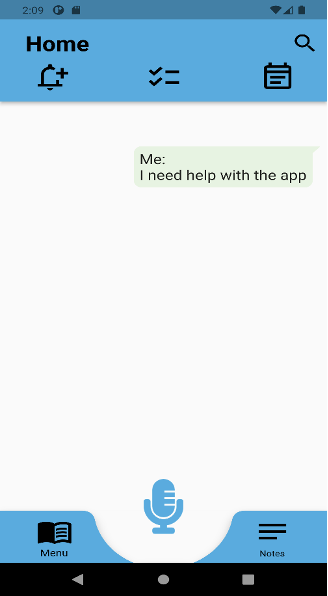 2:09
Home
Me:
I need help with the app
Menu
Notes